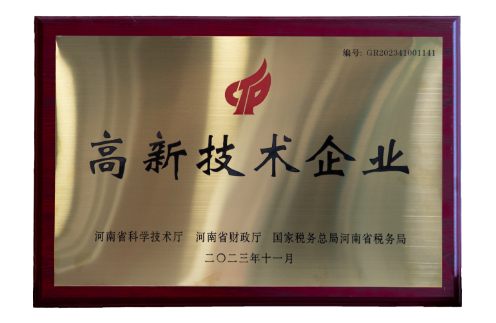 编号: GR202341001141
高新技术企业
河南省科学技术厅 河南省财政厅 国家税务总局河南省税务局
二〇二三年十一月